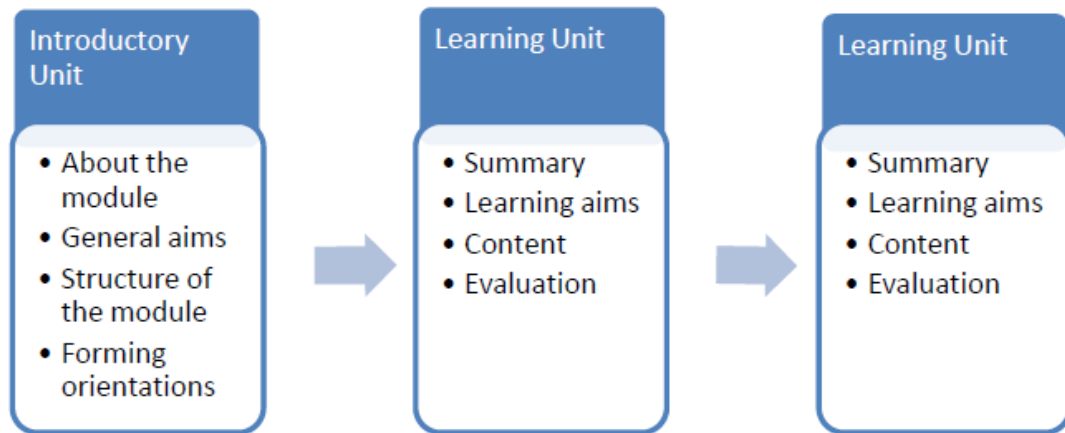 Introductory
Unit
• About the
module
• General aims
• Structure of
the module
• Forming
orientations
Learning Unit
• Summary
• Learning aims
• Content
• Evaluation
Learning Unit
• Summary
• Learning aims
• Content
• Evaluation